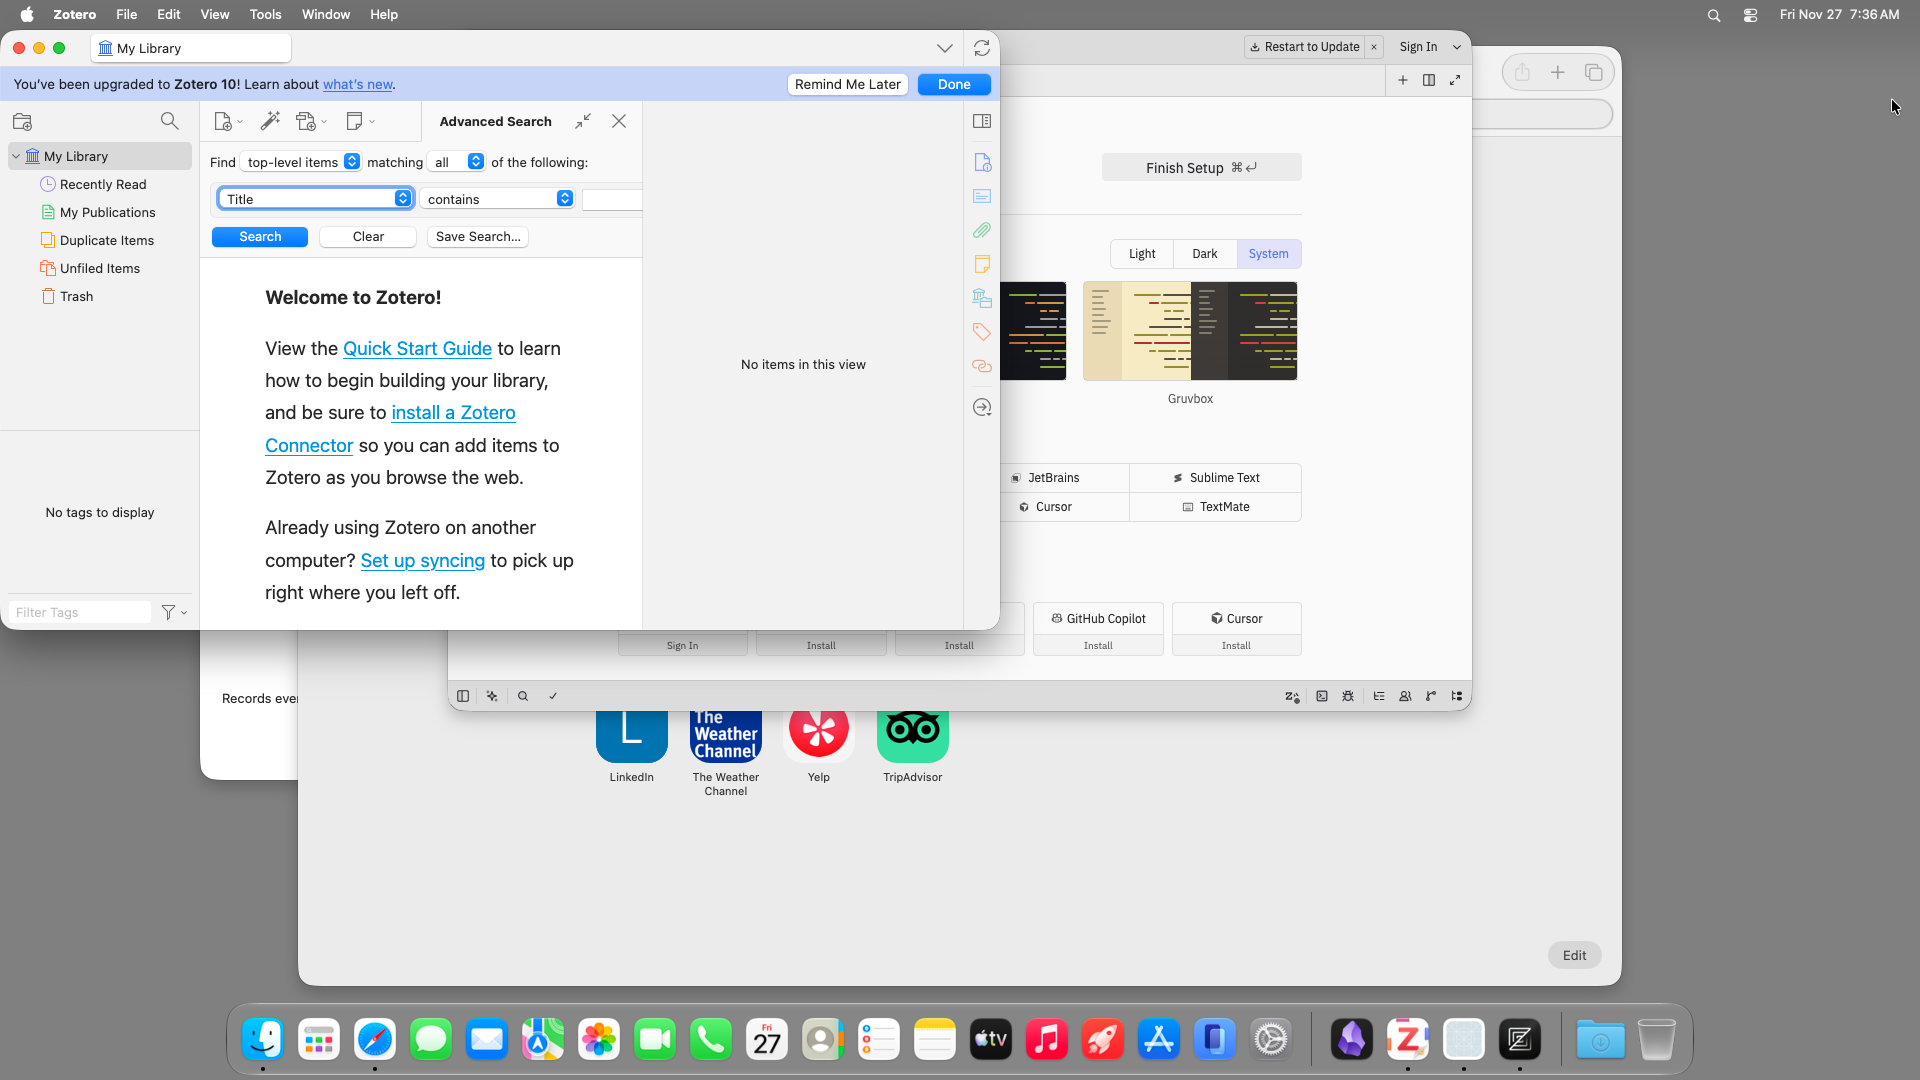 Zotero File Edit View Tools Window Help
Fri Nov 27 7:36 AM
My Library
You've been upgraded to Zotero 10! Learn about what's new.
Remind Me Later
Done
My Library
Recently Read
My Publications
Duplicate Items
Unfiled Items
Trash
No tags to display
Filter Tags
Advanced Search
Find top-level items matching all of the following:
Title contains
Search Clear Save Search...
Welcome to Zotero!
View the Quick Start Guide to learn
how to begin building your library,
and be sure to install a Zotero
Connector so you can add items to
Zotero as you browse the web.
Already using Zotero on another
computer? Set up syncing to pick up
right where you left off.
No items in this view
Restart to Update × Sign In
Finish Setup ⌘↵
Light Dark System
Gruvbox
JetBrains Sublime Text
Cursor TextMate
GitHub Copilot Cursor
Sign In Install Install Install Install
Records eve
L
The
Weather
Channel
LinkedIn
The Weather
Channel
Yelp
TripAdvisor
Edit
Fri
27
tv